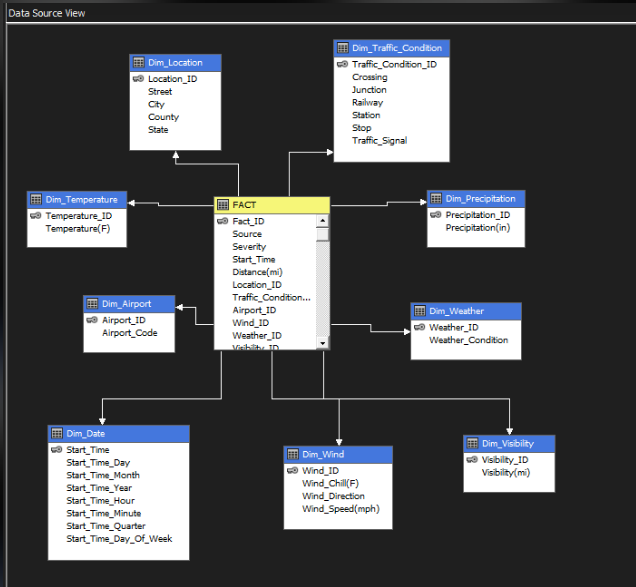 Data Source View
Dim_Location
Location_ID
Street
City
County
State
Dim_Traffic_Condition
Traffic_Condition_ID
Crossing
Junction
Railway
Station
Stop
Traffic_Signal
Dim_Temperature
Temperature_ID
Temperature(F)
FACT
Fact_ID
Source
Severity
Start_Time
Distance(mi)
Location_ID
Traffic_Condition...
Airport_ID
Wind_ID
Weather_ID
Visibility_ID
Dim_Precipitation
Precipitation_ID
Precipitation(in)
Dim_Airport
Airport_ID
Airport_Code
Dim_Weather
Weather_ID
Weather_Condition
Dim_Date
Start_Time
Start_Time_Day
Start_Time_Month
Start_Time_Year
Start_Time_Hour
Start_Time_Minute
Start_Time_Quarter
Start_Time_Day_Of_Week
Dim_Wind
Wind_ID
Wind_Chill(F)
Wind_Direction
Wind_Speed(mph)
Dim_Visibility
Visibility_ID
Visibility(mi)